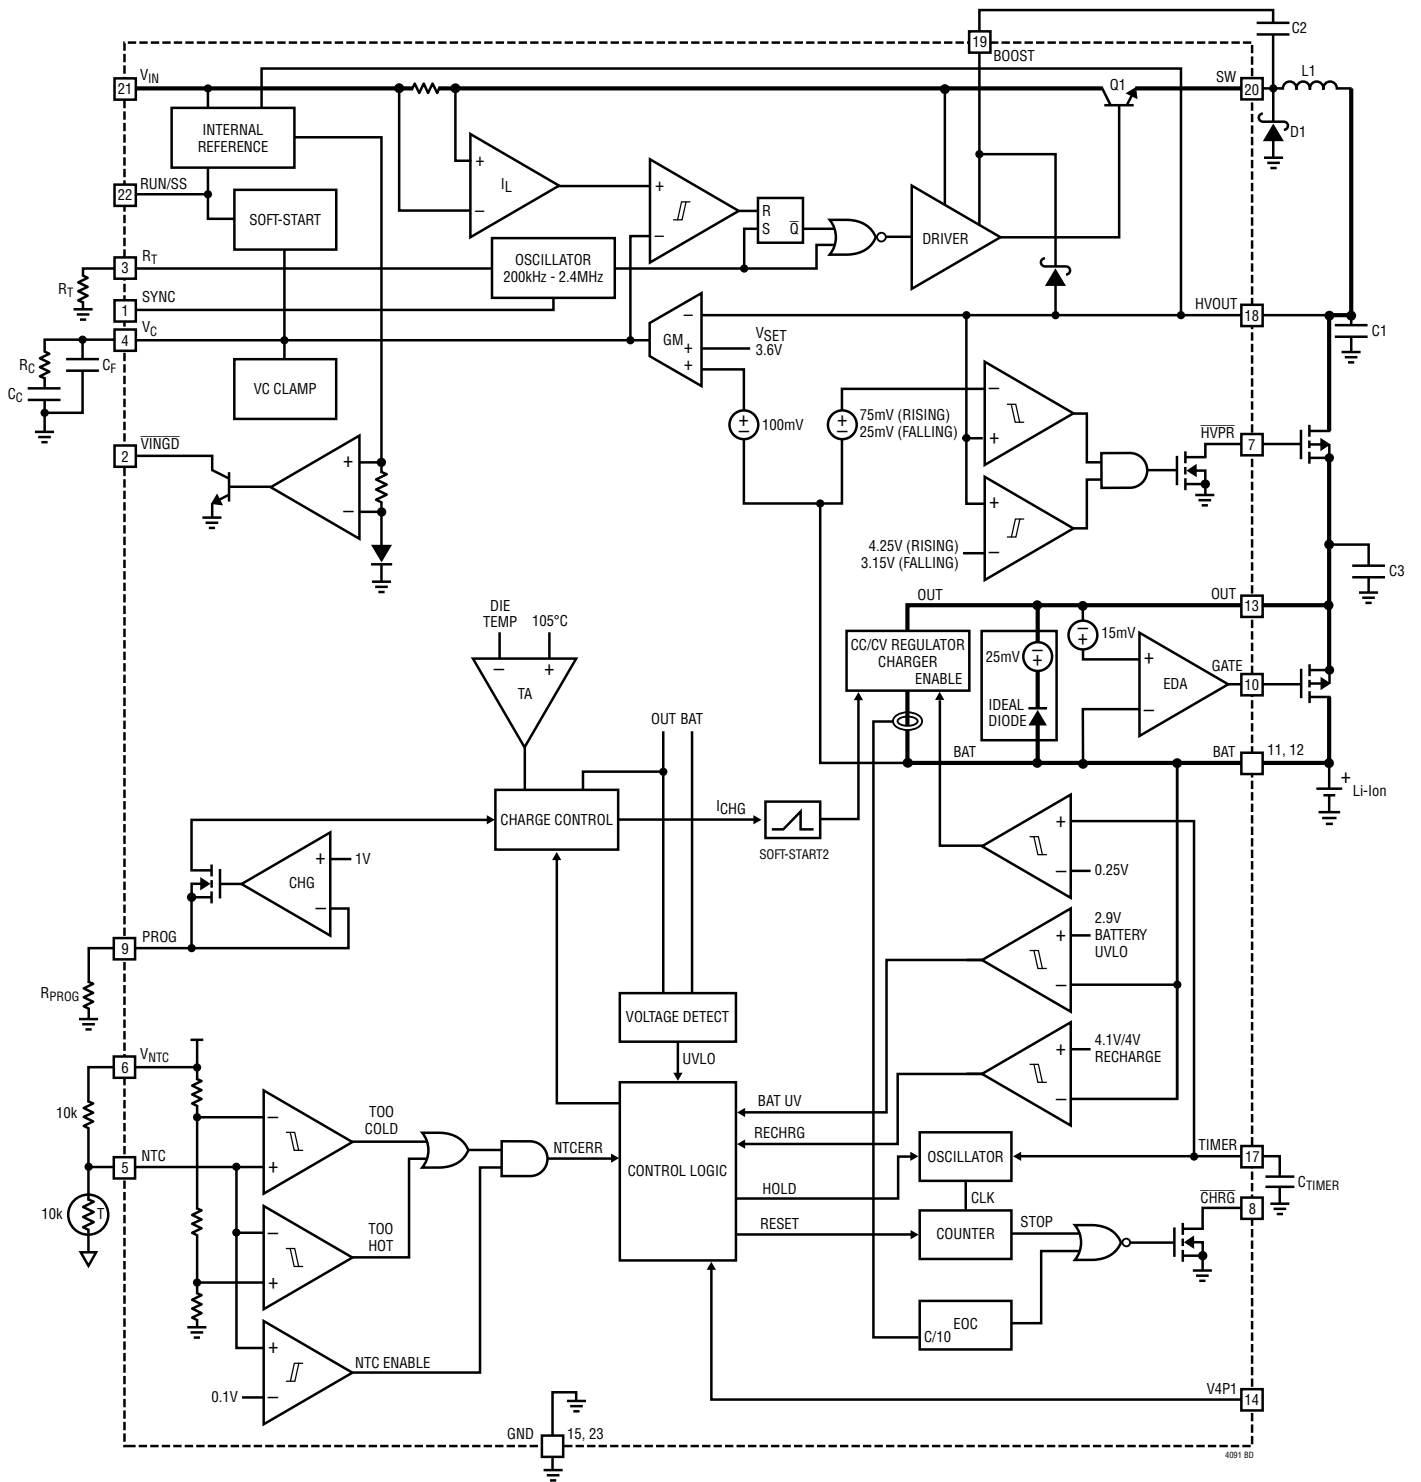 19
BOOST
C2
21
VIN
Q1
SW
20
L1
D1
INTERNAL
REFERENCE
+
−
IL
22
RUN/SS
SOFT-START
+
−
R
S
Q̅
DRIVER
3
RT
RT
OSCILLATOR
200kHz - 2.4MHz
1
SYNC
4
VC
RC
CF
CC
VC CLAMP
GM
−
+
+
VSET
3.6V
HVOUT
18
C1
100mV
+
−
+
−
75mV (RISING)
25mV (FALLING)
−
+
H̅V̅P̅R̅
7
2
V̅I̅N̅G̅D̅
+
−
+
−
4.25V (RISING)
3.15V (FALLING)
C3
DIE
TEMP
105°C
−
+
TA
OUT
OUT
13
CC/CV REGULATOR
CHARGER
ENABLE
25mV
−
+
IDEAL
DIODE
−
+
15mV
+
−
EDA
GATE
10
OUT BAT
BAT
BAT
11, 12
+
Li-Ion
CHARGE CONTROL
ICHG
SOFT-START2
+
−
0.25V
CHG
+
−
1V
9
PROG
RPROG
+
−
2.9V
BATTERY
UVLO
VOLTAGE DETECT
UVLO
+
−
4.1V/4V
RECHARGE
6
VNTC
10k
5
NTC
10k
T
−
+
TOO
COLD
−
+
TOO
HOT
+
−
0.1V
NTC ENABLE
NTCERR
CONTROL LOGIC
BAT UV
RECHRG
HOLD
RESET
OSCILLATOR
CLK
COUNTER
STOP
TIMER
17
CTIMER
C̅H̅R̅G̅
8
EOC
C/10
V4P1
14
GND
15, 23
4091 BD